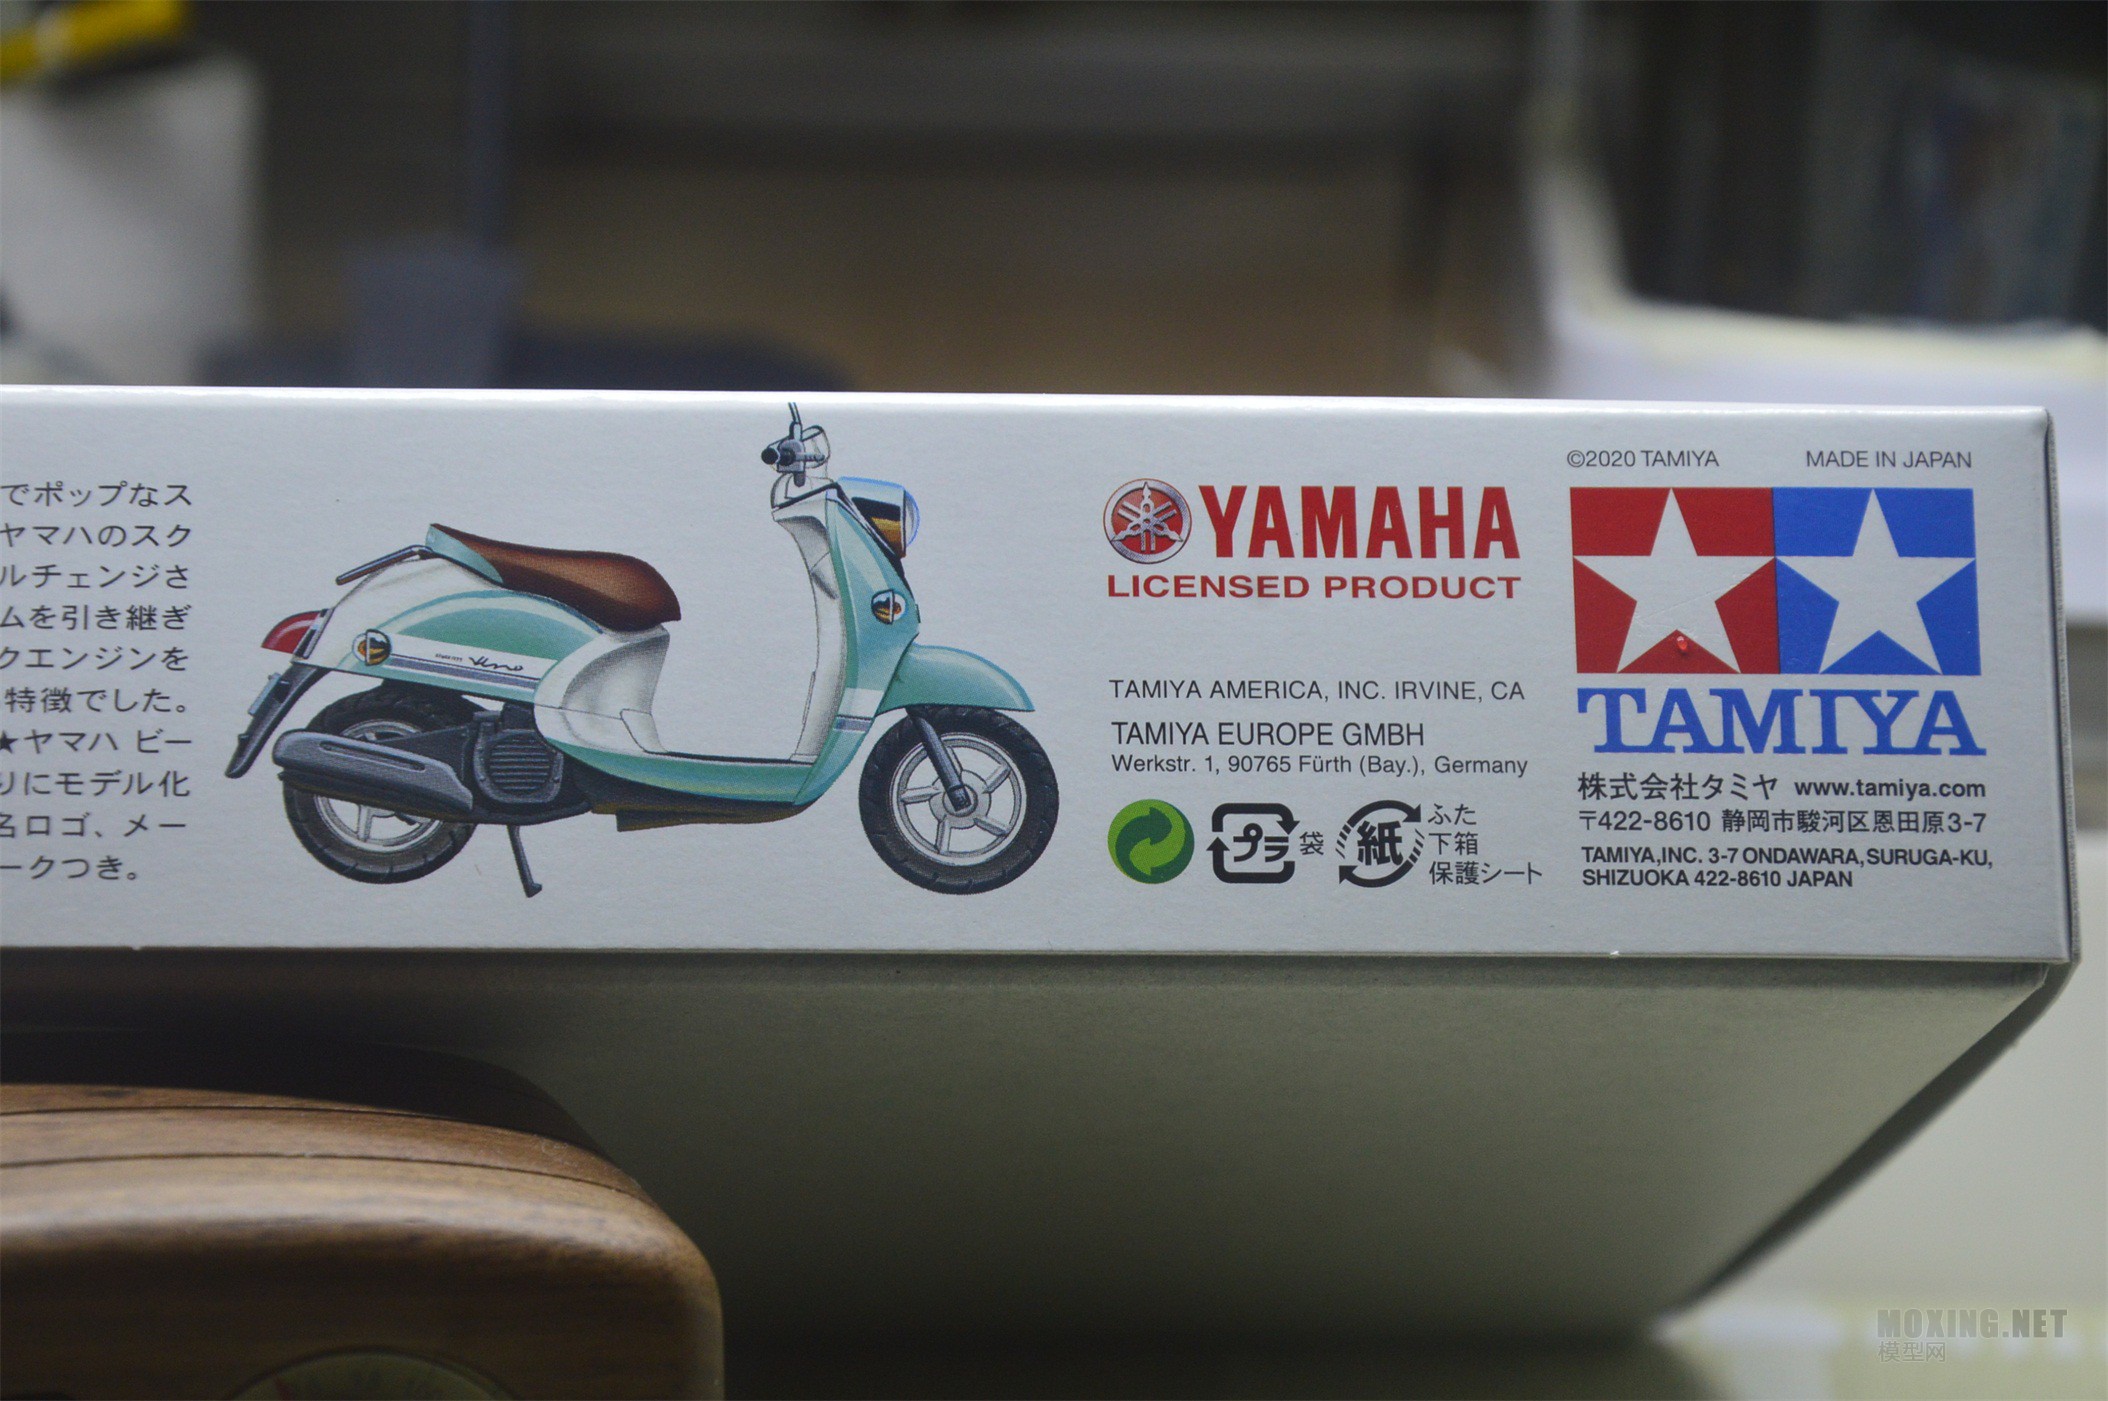 でポップなス
ヤマハのスク
ルチェンジさ
ムを引き継ぎ
クエンジンを
特徴でした。
★ヤマハ ビー
りにモデル化
名ロゴ、メー
ークつき。
Vino
YAMAHA
LICENSED PRODUCT
TAMIYA AMERICA, INC. IRVINE, CA
TAMIYA EUROPE GMBH
Werkstr. 1, 90765 Fürth (Bay.), Germany
プラ 袋
紙 ふた
下箱
保護シート
©2020 TAMIYA MADE IN JAPAN
TAMIYA
株式会社タミヤ www.tamiya.com
〒422-8610 静岡市駿河区恩田原3-7
TAMIYA,INC. 3-7 ONDAWARA,SURUGA-KU,
SHIZUOKA 422-8610 JAPAN
MOXING.NET
模型网